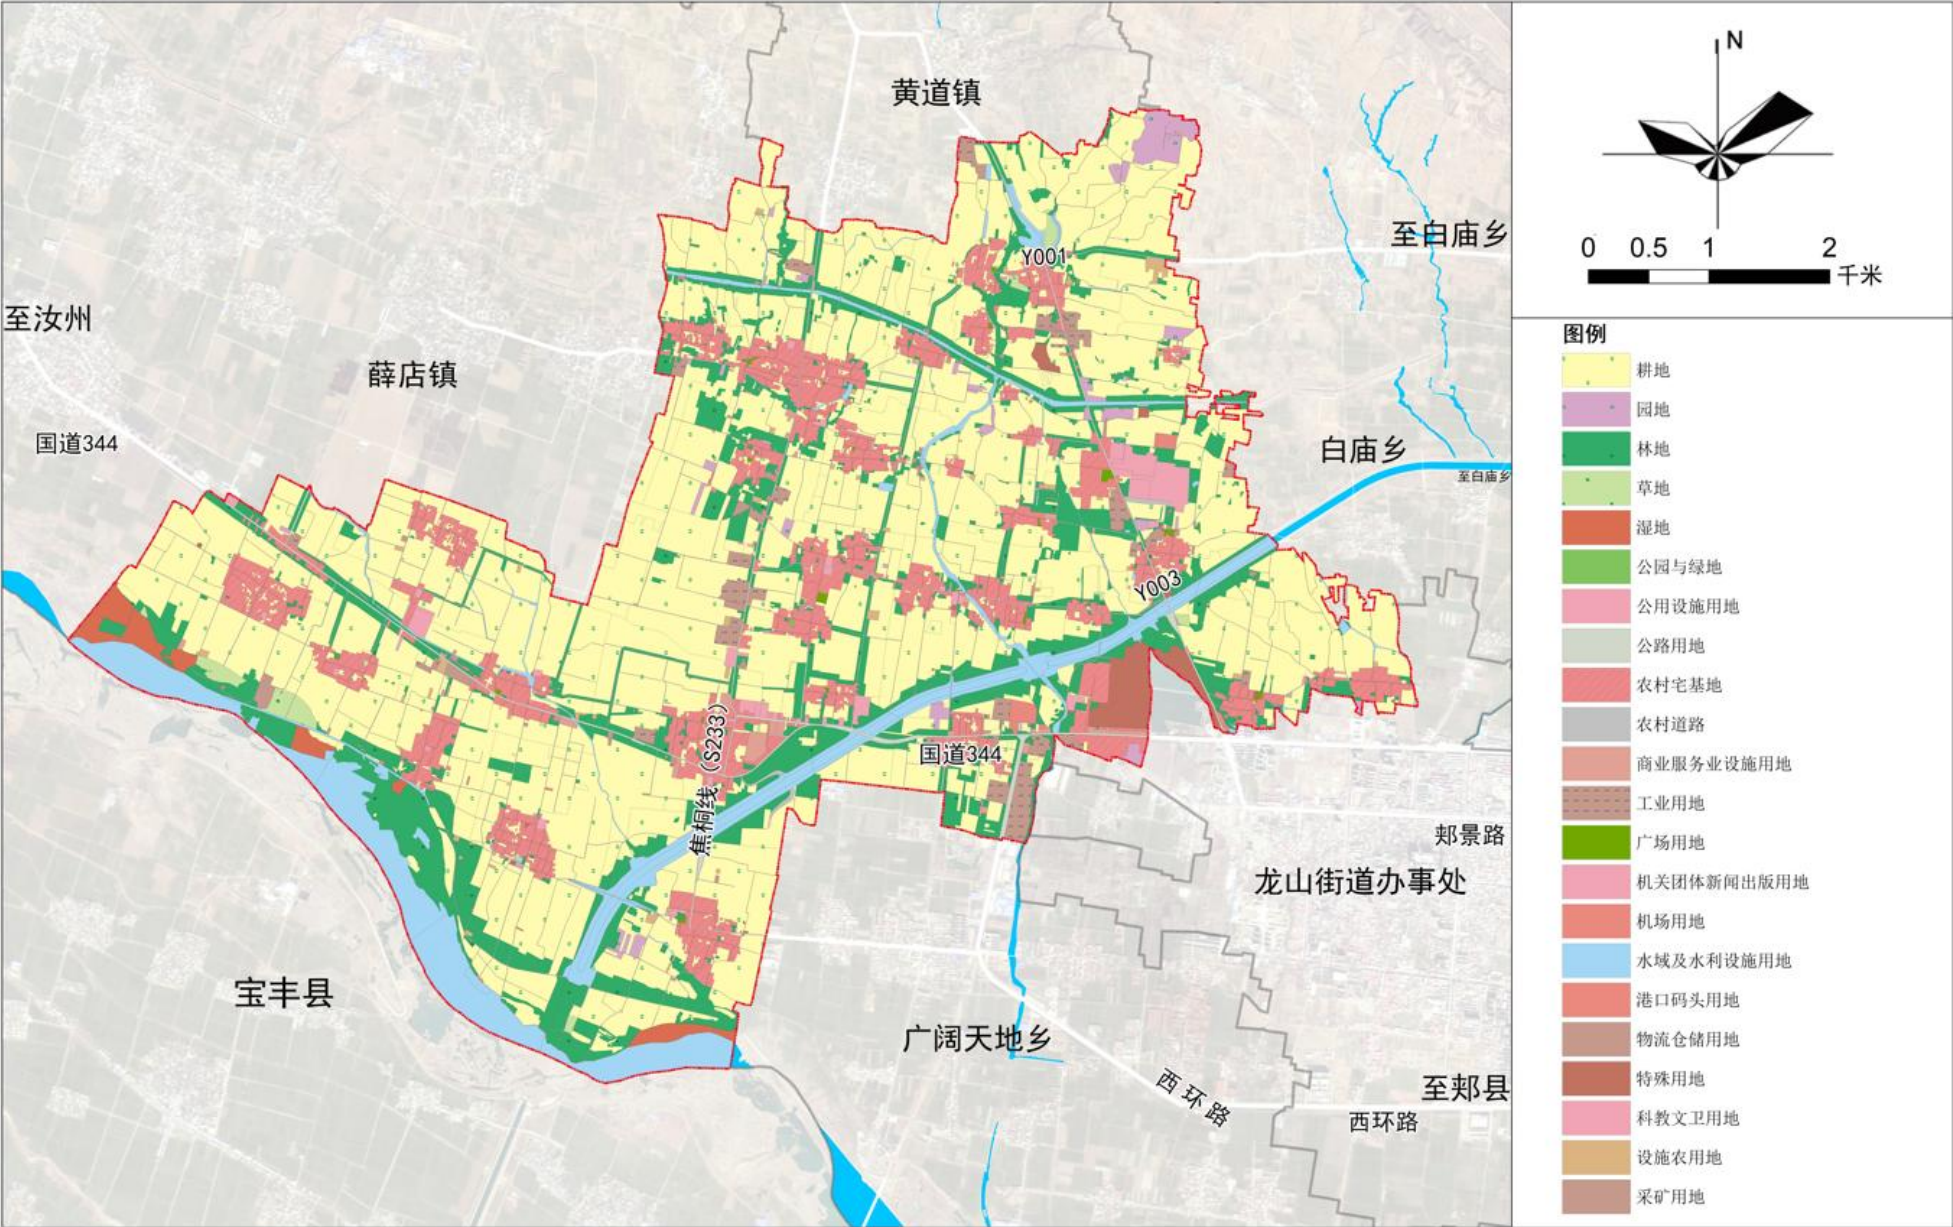 黄道镇
至白庙乡
Y001
至汝州
薛店镇
国道344
白庙乡
至白庙乡
Y003
焦桐线（S233）
国道344
郏景路
龙山街道办事处
宝丰县
广阔天地乡
西环路
至郏县
西环路
N
0 0.5 1 2
千米
图例
耕地
园地
林地
草地
湿地
公园与绿地
公用设施用地
公路用地
农村宅基地
农村道路
商业服务业设施用地
工业用地
广场用地
机关团体新闻出版用地
机场用地
水域及水利设施用地
港口码头用地
物流仓储用地
特殊用地
科教文卫用地
设施农用地
采矿用地